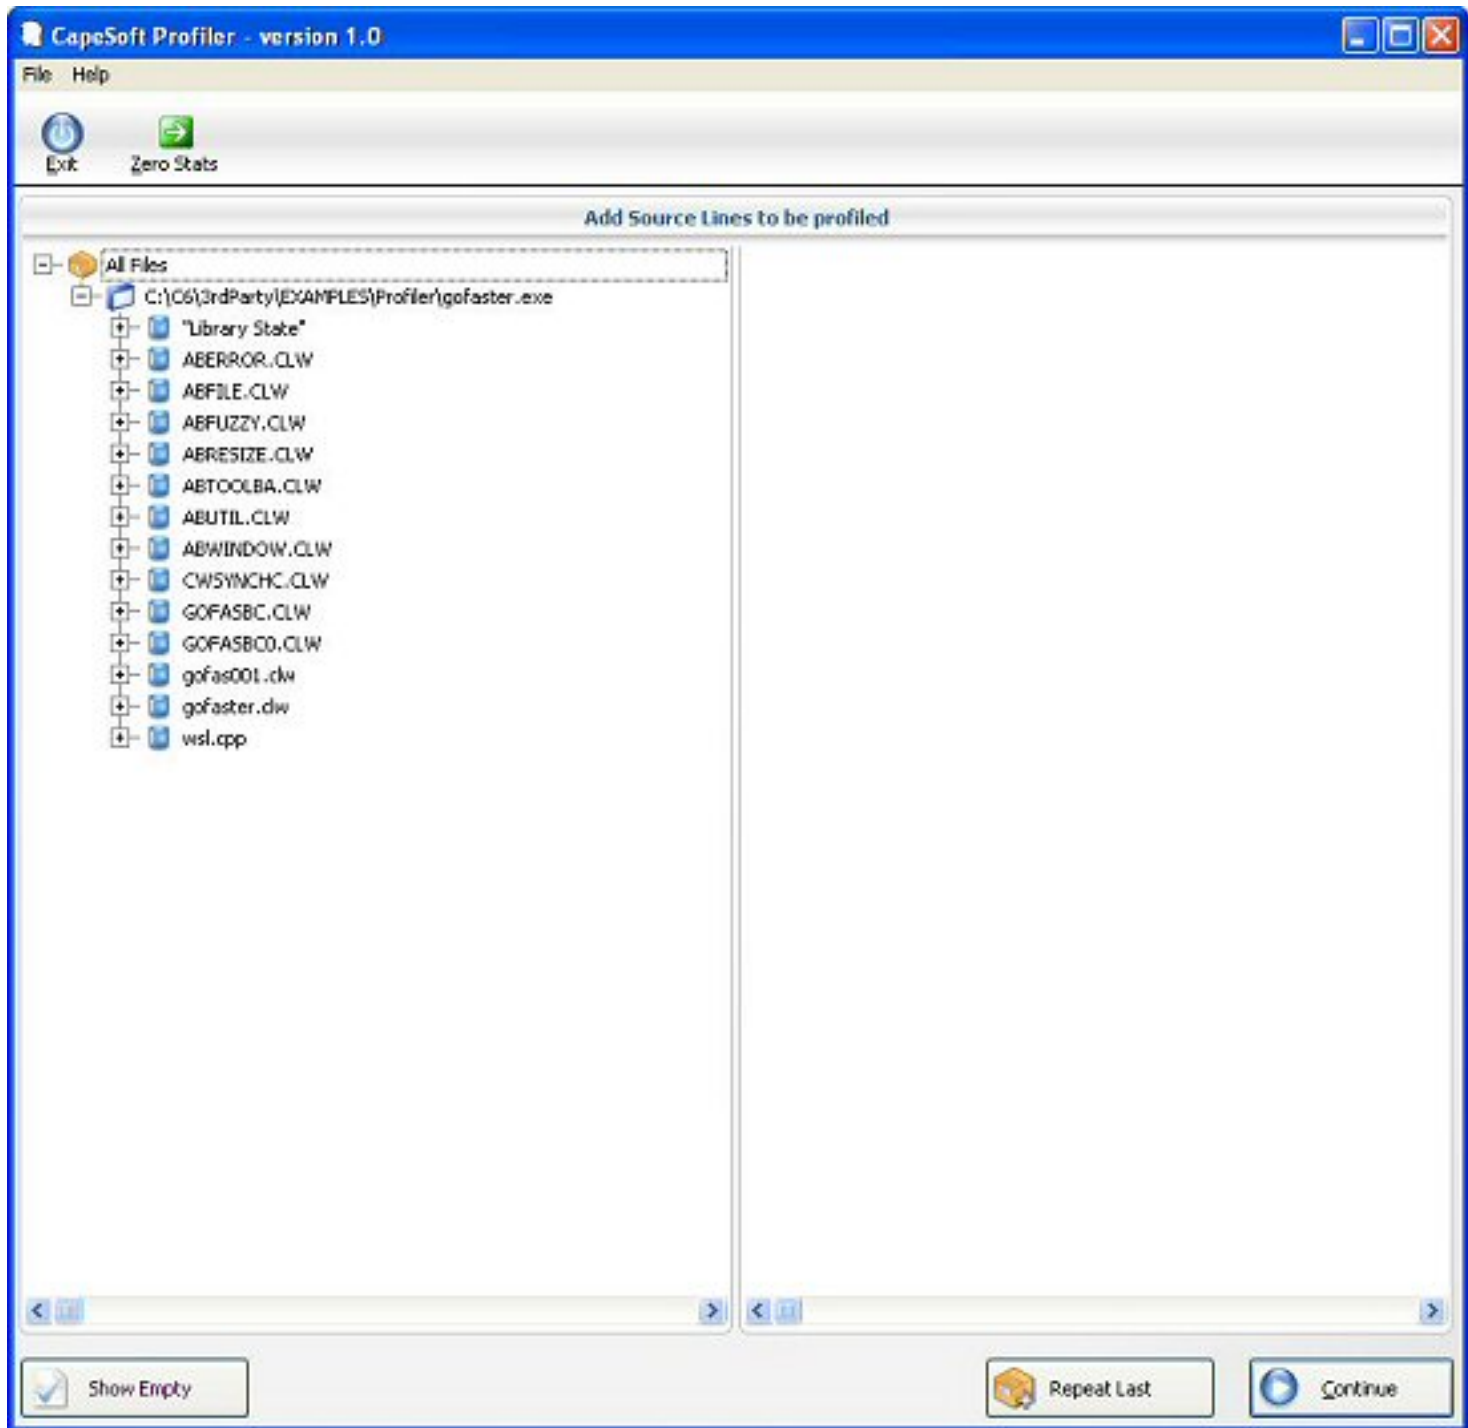 CapeSoft Profiler - version 1.0
File Help
Exit Zero Stats
Add Source Lines to be profiled
All Files
C:\C6\3rdParty\EXAMPLES\Profiler\gofaster.exe
"Library State"
ABERROR.CLW
ABFILE.CLW
ABFUZZY.CLW
ABRESIZE.CLW
ABTOOLBA.CLW
ABUTIL.CLW
ABWINDOW.CLW
CWSYNCHC.CLW
GOFASBC.CLW
GOFASBC0.CLW
gofas001.clw
gofaster.clw
wsl.cpp
Show Empty Repeat Last Continue